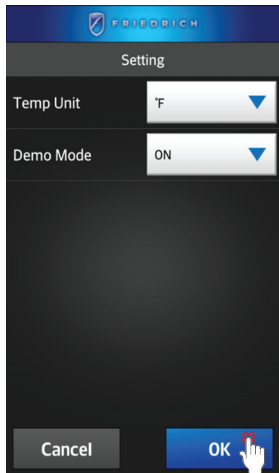 FRIEDRICH
Setting
Temp Unit
°F
Demo Mode
ON
Cancel
OK